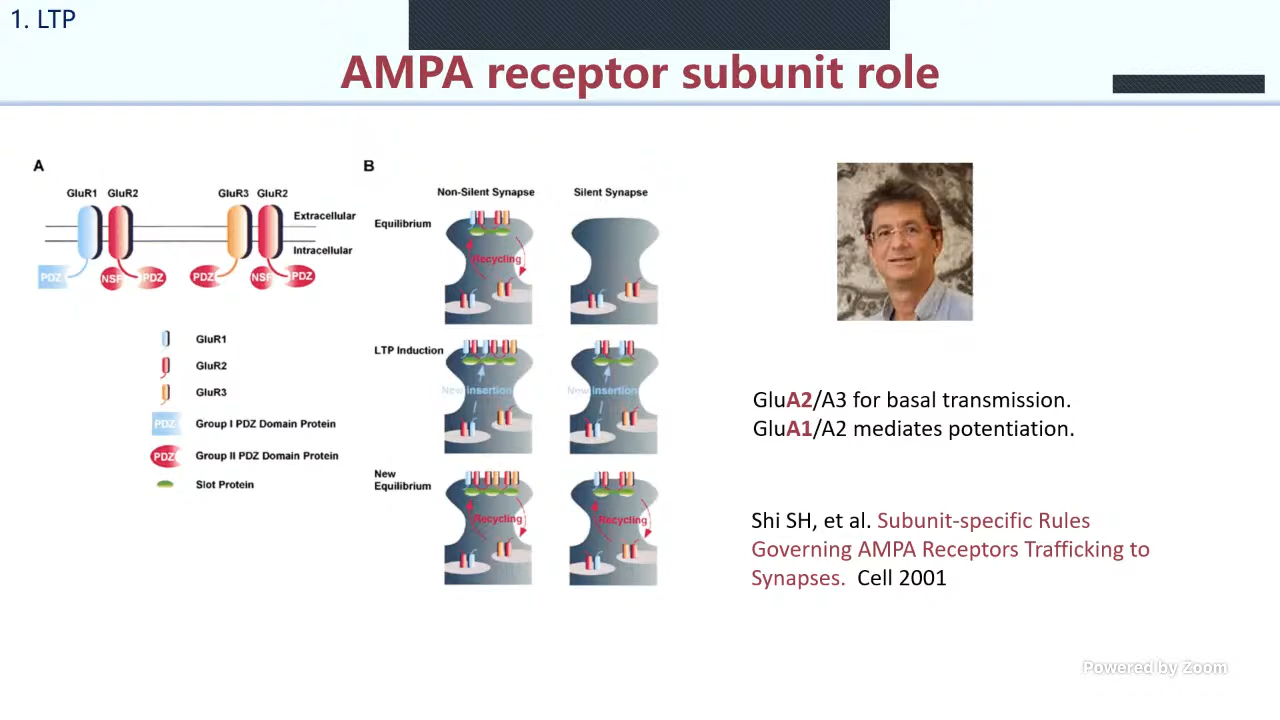 1. LTP
AMPA receptor subunit role
A
GluR1 GluR2 GluR3 GluR2
Extracellular
Intracellular
PDZ NSF PDZ PDZ NSF PDZ
GluR1
GluR2
GluR3
PDZ Group I PDZ Domain Protein
PDZ Group II PDZ Domain Protein
Slot Protein
B
Non-Silent Synapse Silent Synapse
Equilibrium
Recycling
LTP Induction
New insertion New insertion
New
Equilibrium
Recycling Recycling
GluA2/A3 for basal transmission.
GluA1/A2 mediates potentiation.
Shi SH, et al. Subunit-specific Rules
Governing AMPA Receptors Trafficking to
Synapses. Cell 2001
Powered by Zoom